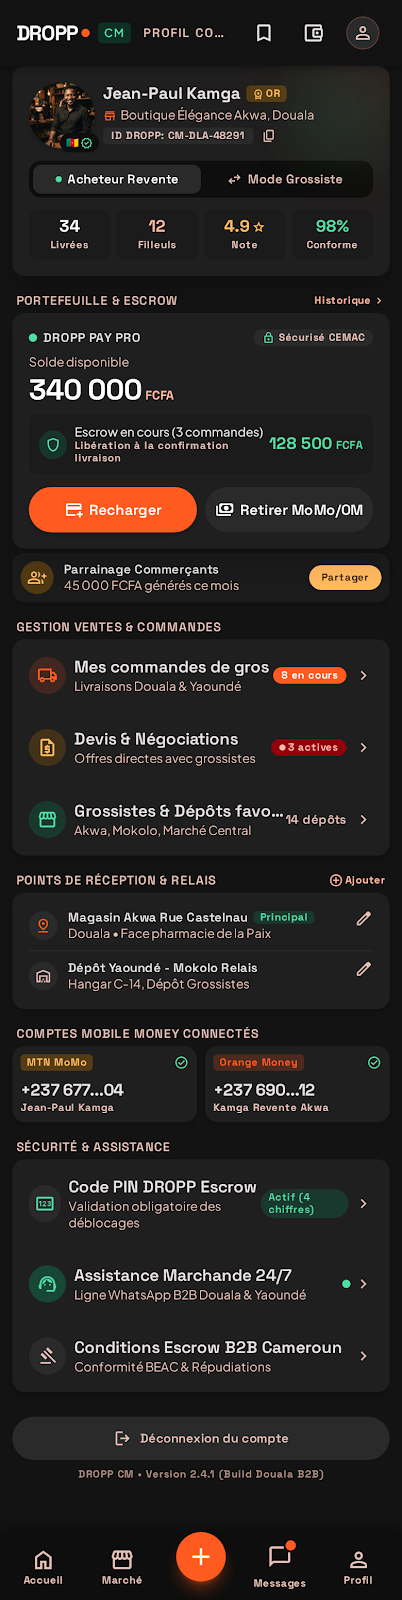 DROPP CM PROFIL CO...
Jean-Paul Kamga OR
Boutique Élégance Akwa, Douala
ID DROPP: CM-DLA-48291
Acheteur Revente
Mode Grossiste
34
Livrées
12
Filleuls
4.9
Note
98%
Conforme
PORTEFEUILLE & ESCROW
Historique
DROPP PAY PRO
Sécurisé CEMAC
Solde disponible
340 000 FCFA
Escrow en cours (3 commandes)
Libération à la confirmation
livraison
128 500 FCFA
Recharger
Retirer MoMo/OM
Parrainage Commerçants
45 000 FCFA générés ce mois
Partager
GESTION VENTES & COMMANDES
Mes commandes de gros
Livraisons Douala & Yaoundé
8 en cours
Devis & Négociations
Offres directes avec grossistes
3 actives
Grossistes & Dépôts favo...
Akwa, Mokolo, Marché Central
14 dépôts
POINTS DE RÉCEPTION & RELAIS
Ajouter
Magasin Akwa Rue Castelnau Principal
Douala • Face pharmacie de la Paix
Dépôt Yaoundé - Mokolo Relais
Hangar C-14, Dépôt Grossistes
COMPTES MOBILE MONEY CONNECTÉS
MTN MoMo
+237 677...04
Jean-Paul Kamga
Orange Money
+237 690...12
Kamga Revente Akwa
SÉCURITÉ & ASSISTANCE
123
Code PIN DROPP Escrow
Validation obligatoire des
déblocages
Actif (4
chiffres)
Assistance Marchande 24/7
Ligne WhatsApp B2B Douala & Yaoundé
Conditions Escrow B2B Cameroun
Conformité BEAC & Répudiations
Déconnexion du compte
DROPP CM • Version 2.4.1 (Build Douala B2B)
Accueil
Marché
Messages
Profil